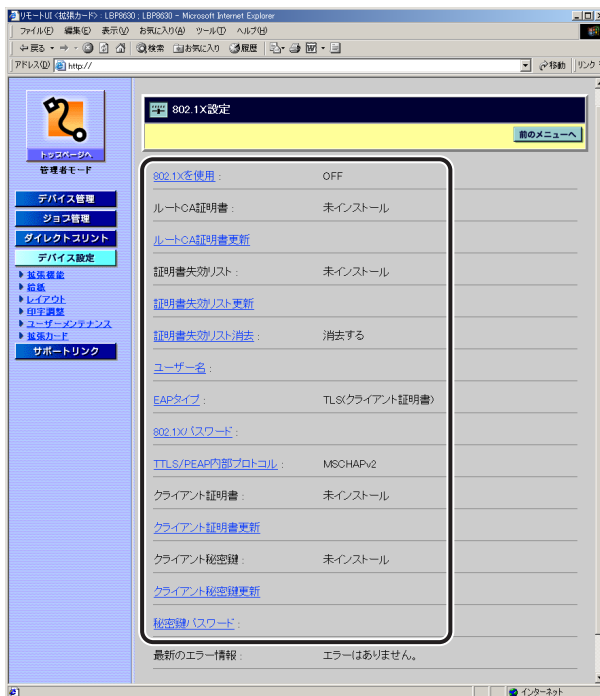 リモートUI <拡張カード> : LBP8630 ; LBP8630 - Microsoft Internet Explorer
ファイル(F) 編集(E) 表示(V) お気に入り(A) ツール(T) ヘルプ(H)
戻る 検索 お気に入り 履歴
アドレス(D) http:// 移動 リンク
802.1X設定
前のメニューへ
トップページへ
管理者モード
デバイス管理
ジョブ管理
ダイレクトプリント
デバイス設定
拡張機能
給紙
レイアウト
印字調整
ユーザーメンテナンス
拡張カード
サポートリンク
802.1Xを使用 : OFF
ルートCA証明書 : 未インストール
ルートCA証明書更新
証明書失効リスト : 未インストール
証明書失効リスト更新
証明書失効リスト消去 : 消去する
ユーザー名 :
EAPタイプ : TLS(クライアント証明書)
802.1Xパスワード :
TTLS/PEAP内部プロトコル : MSCHAPv2
クライアント証明書 : 未インストール
クライアント証明書更新
クライアント秘密鍵 : 未インストール
クライアント秘密鍵更新
秘密鍵パスワード :
最新のエラー情報 : エラーはありません。
インターネット